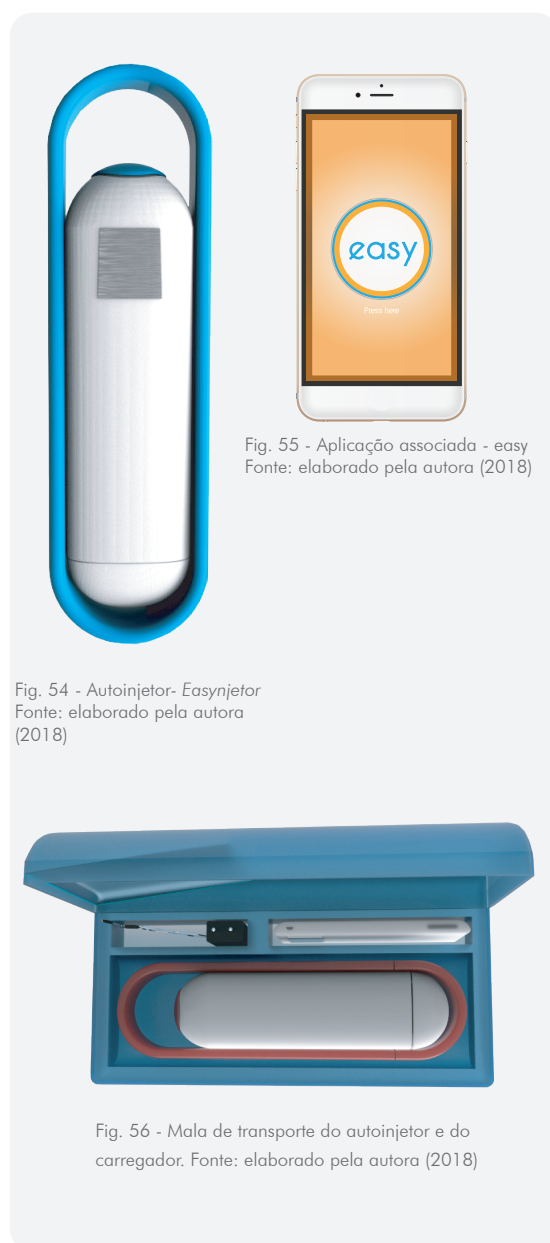 easy
Press here
Fig. 55 - Aplicação associada - easy
Fonte: elaborado pela autora (2018)
Fig. 54 - Autoinjetor- Easynjetor
Fonte: elaborado pela autora
(2018)
Fig. 56 - Mala de transporte do autoinjetor e do
carregador. Fonte: elaborado pela autora (2018)